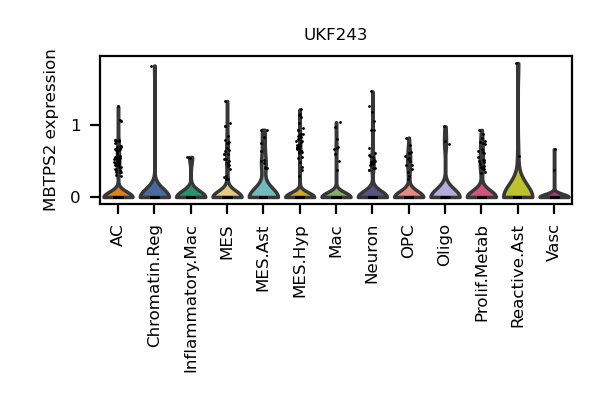 UKF243
MBTPS2 expression
1
0
AC
Chromatin.Reg
Inflammatory.Mac
MES
MES.Ast
MES.Hyp
Mac
Neuron
OPC
Oligo
Prolif.Metab
Reactive.Ast
Vasc